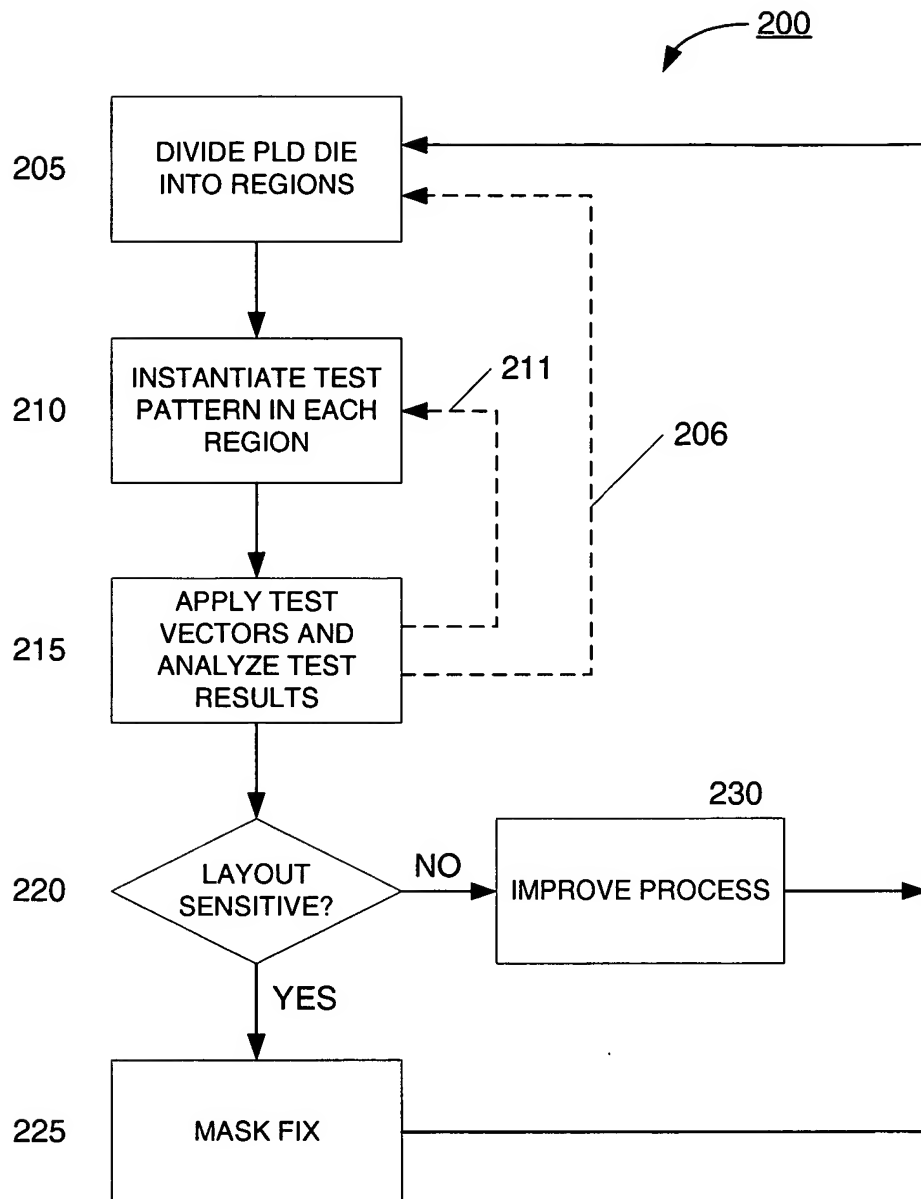 200
205
DIVIDE PLD DIE
INTO REGIONS
210
INSTANTIATE TEST
PATTERN IN EACH
REGION
211
206
215
APPLY TEST
VECTORS AND
ANALYZE TEST
RESULTS
220
LAYOUT
SENSITIVE?
NO
230
IMPROVE PROCESS
YES
225
MASK FIX